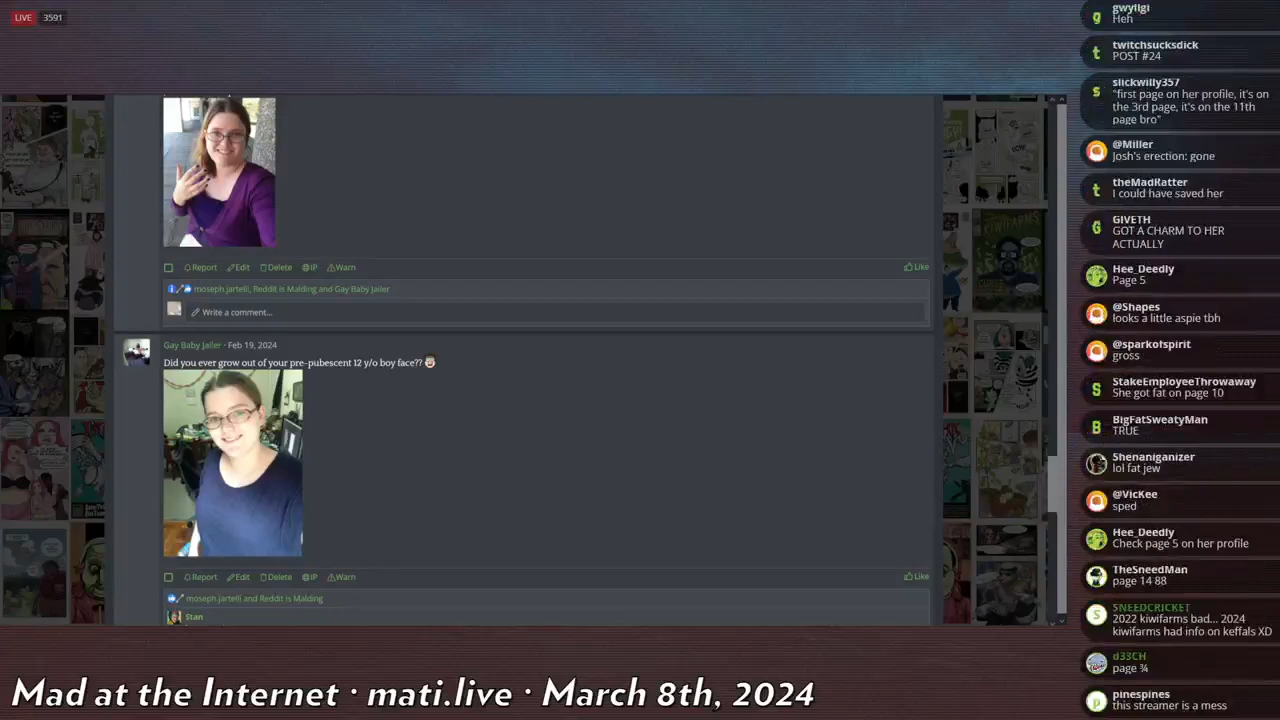 LIVE 3591
moseph.jartelli, Reddit is Malding and Gay Baby Jailer
Report Edit Delete IP Warn
Like
Write a comment...
Gay Baby Jailer · Feb 19, 2024
Did you ever grow out of your pre-pubescent 12 y/o boy face??
Report Edit Delete IP Warn
Like
moseph.jartelli and Reddit is Malding
Stan
gwyllgi
Heh
twitchsucksdick
POST #24
slickwilly357
"first page on her profile, it's on
the 3rd page, it's on the 11th
page bro"
@Miller
Josh's erection: gone
theMadRatter
I could have saved her
GIVETH
GOT A CHARM TO HER
ACTUALLY
Hee_Deedly
Page 5
@Shapes
looks a little aspie tbh
@sparkofspirit
gross
StakeEmployeeThrowaway
She got fat on page 10
BigFatSweatyMan
TRUE
Shenaniganizer
lol fat jew
@VicKee
sped
Hee_Deedly
Check page 5 on her profile
TheSneedMan
page 14 88
SNEEDCRICKET
2022 kiwifarms bad... 2024
kiwifarms had info on keffals XD
d33CH
page ¾
pinespines
this streamer is a mess
Mad at the Internet · mati.live · March 8th, 2024